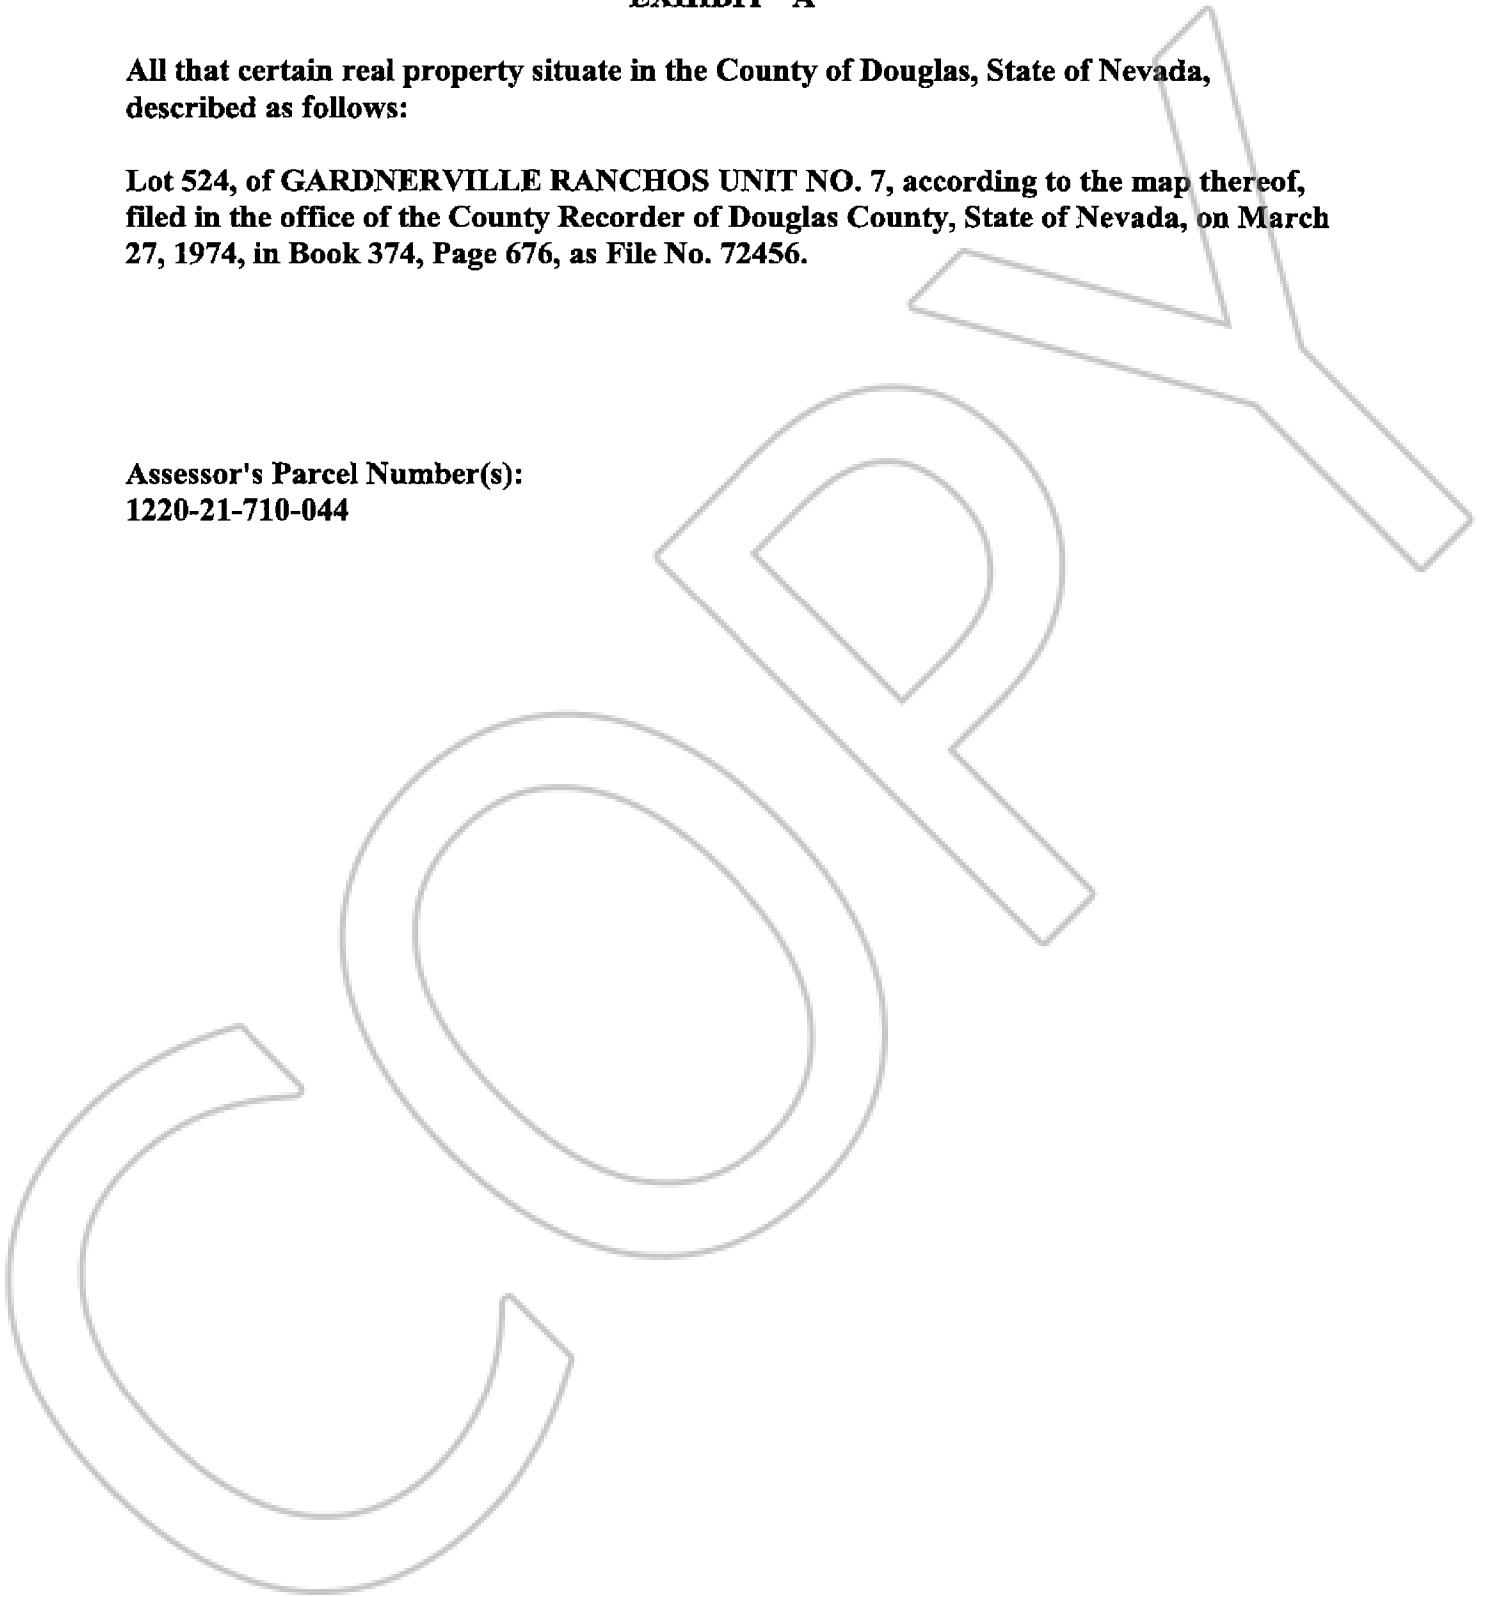 EXHIBIT "A"
All that certain real property situate in the County of Douglas, State of Nevada,
described as follows:
Lot 524, of GARDNERVILLE RANCHOS UNIT NO. 7, according to the map thereof,
filed in the office of the County Recorder of Douglas County, State of Nevada, on March
27, 1974, in Book 374, Page 676, as File No. 72456.
Assessor's Parcel Number(s):
1220-21-710-044
COPY